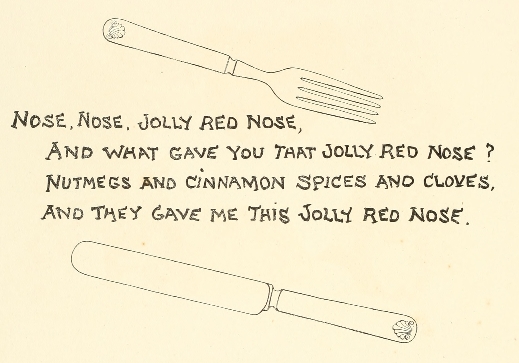 Nose, Nose, Jolly Red Nose,
And what gave you that Jolly Red Nose?
Nutmegs and Cinnamon Spices and Cloves,
And they gave me this Jolly Red Nose.